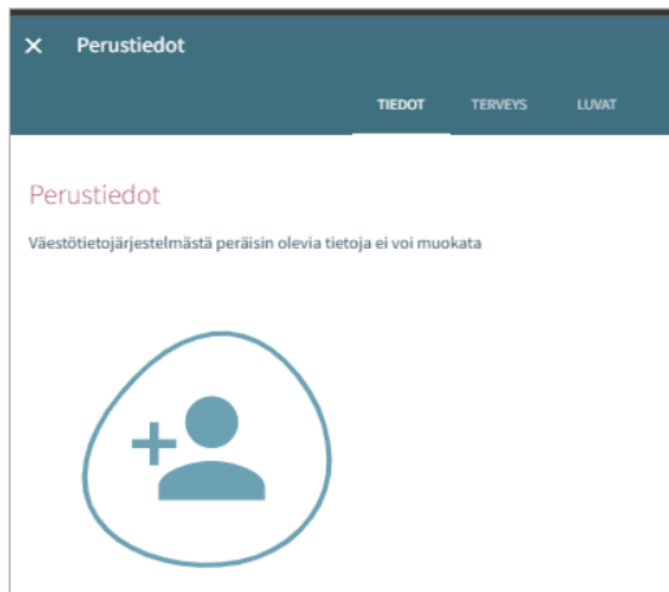 Perustiedot
TIEDOT TERVEYS LUVAT
Perustiedot
Väestötietojärjestelmästä peräisin olevia tietoja ei voi muokata